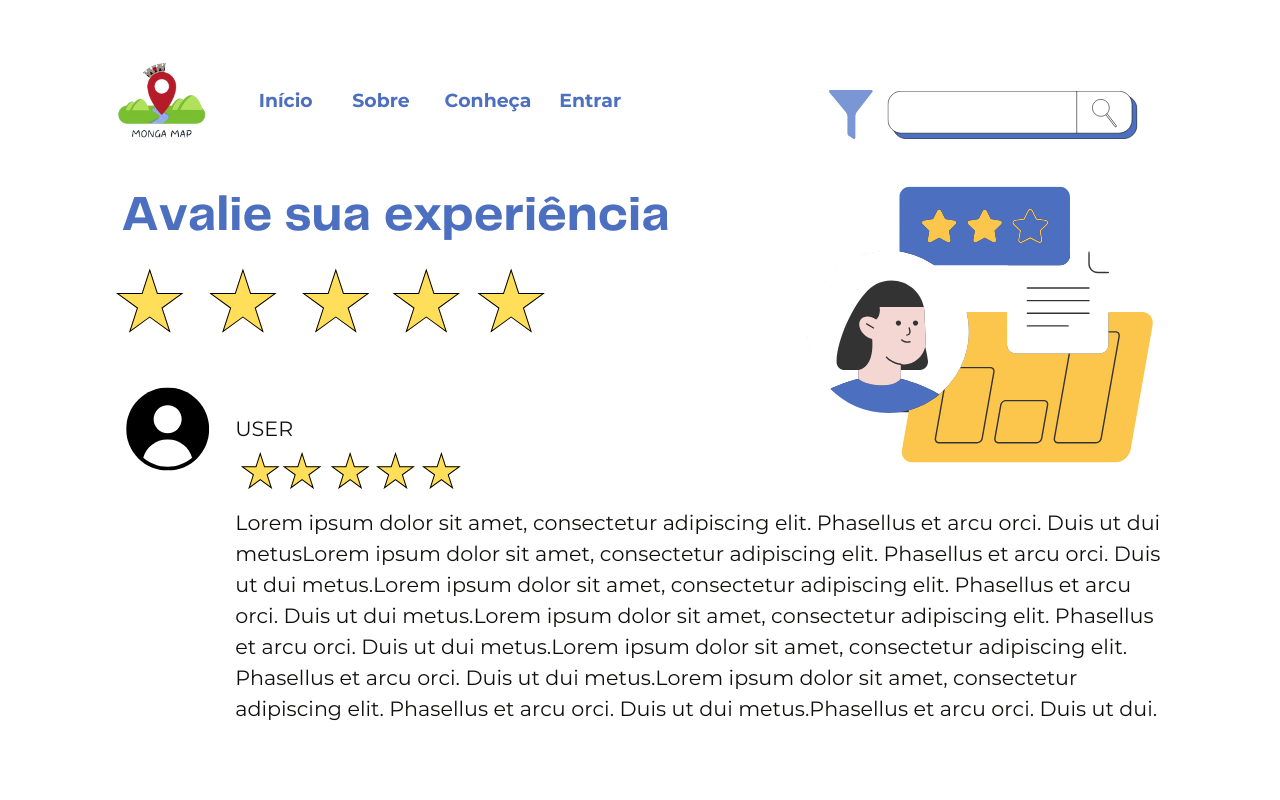 Início Sobre Conheça Entrar
MONGA MAP
Avalie sua experiência
USER
Lorem ipsum dolor sit amet, consectetur adipiscing elit. Phasellus et arcu orci. Duis ut dui
metusLorem ipsum dolor sit amet, consectetur adipiscing elit. Phasellus et arcu orci. Duis
ut dui metus.Lorem ipsum dolor sit amet, consectetur adipiscing elit. Phasellus et arcu
orci. Duis ut dui metus.Lorem ipsum dolor sit amet, consectetur adipiscing elit. Phasellus
et arcu orci. Duis ut dui metus.Lorem ipsum dolor sit amet, consectetur adipiscing elit.
Phasellus et arcu orci. Duis ut dui metus.Lorem ipsum dolor sit amet, consectetur
adipiscing elit. Phasellus et arcu orci. Duis ut dui metus.Phasellus et arcu orci. Duis ut dui.